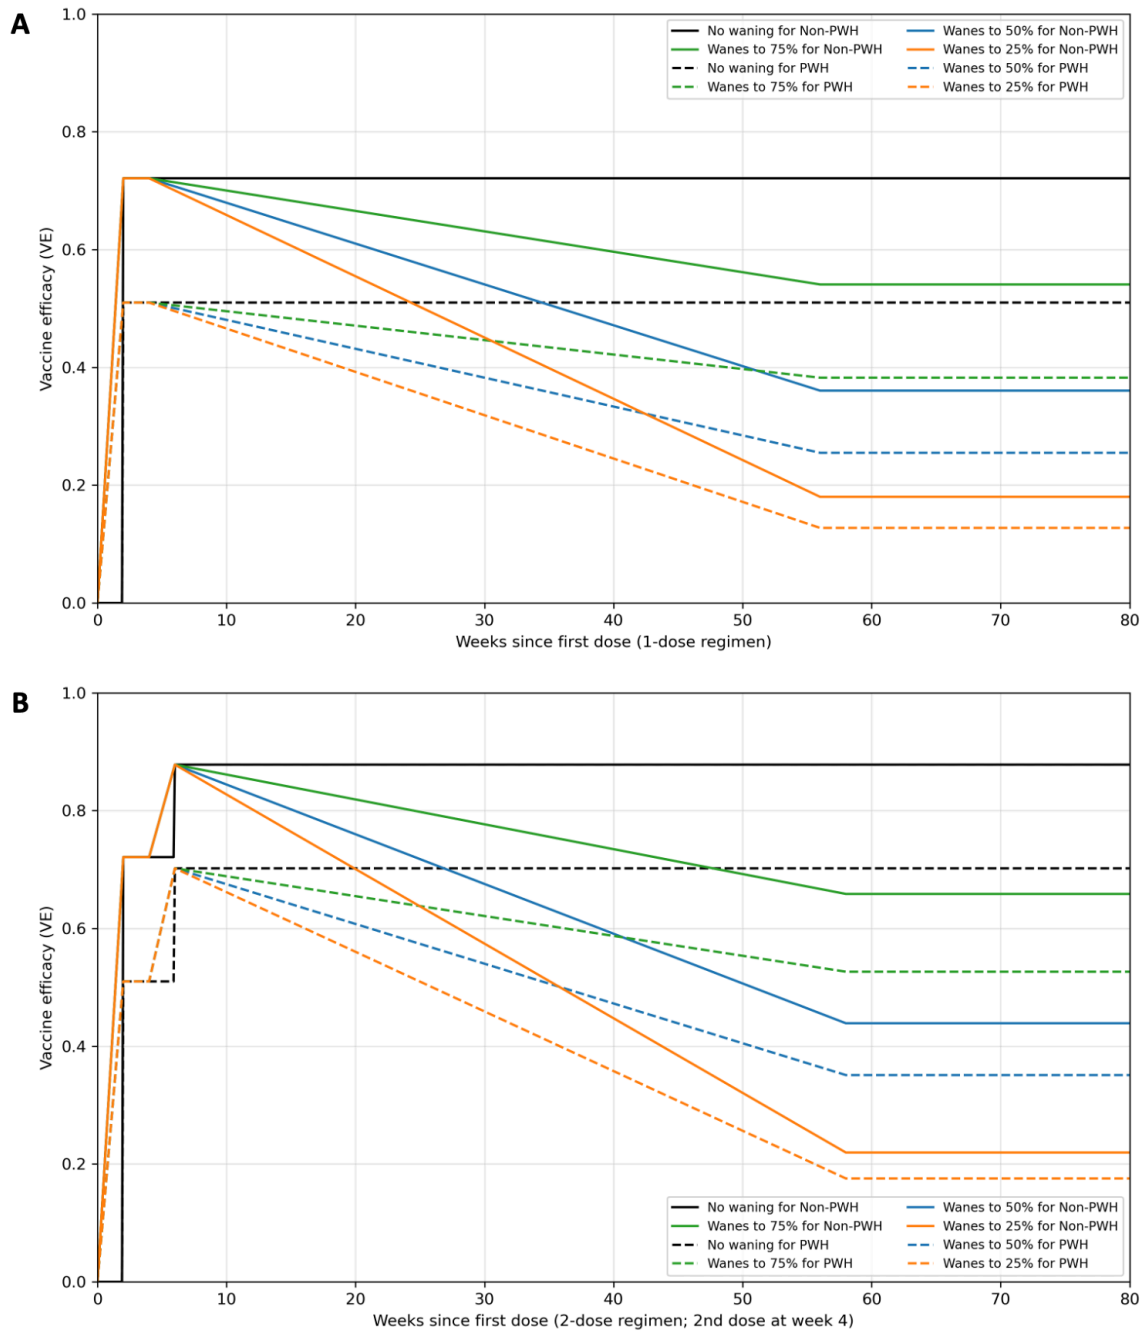 A
1.0
0.8
0.6
0.4
0.2
0.0
Vaccine efficacy (VE)
No waning for Non-PWH
Wanes to 75% for Non-PWH
No waning for PWH
Wanes to 75% for PWH
Wanes to 50% for Non-PWH
Wanes to 25% for Non-PWH
Wanes to 50% for PWH
Wanes to 25% for PWH
0 10 20 30 40 50 60 70 80
Weeks since first dose (1-dose regimen)
B
1.0
0.8
0.6
0.4
0.2
0.0
Vaccine efficacy (VE)
No waning for Non-PWH
Wanes to 75% for Non-PWH
No waning for PWH
Wanes to 75% for PWH
Wanes to 50% for Non-PWH
Wanes to 25% for Non-PWH
Wanes to 50% for PWH
Wanes to 25% for PWH
0 10 20 30 40 50 60 70 80
Weeks since first dose (2-dose regimen; 2nd dose at week 4)